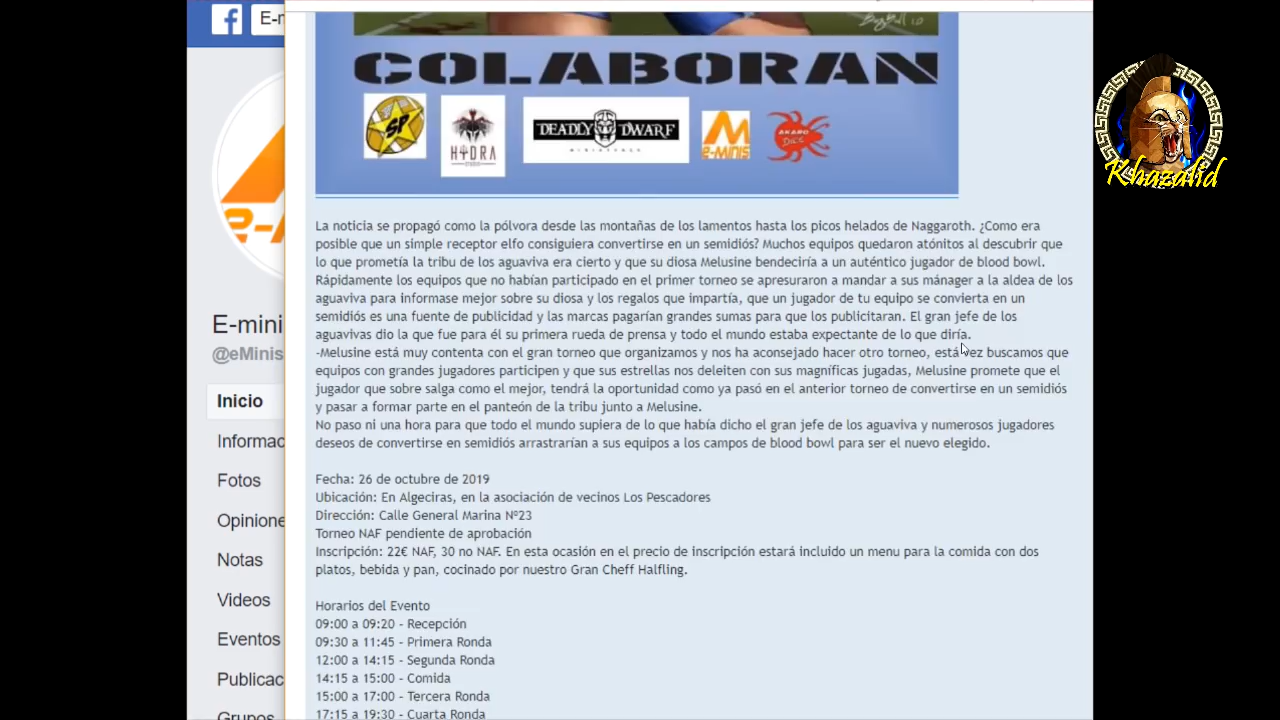 E-m
BugBull 1.0
COLABORAN
SP
HYDRA
DEADLY DWARF
MINIATURES
E-MINIS
AKARO
DICE
Khazalid
e-M
La noticia se propagó como la pólvora desde las montañas de los lamentos hasta los picos helados de Naggaroth. ¿Como era
posible que un simple receptor elfo consiguiera convertirse en un semidiós? Muchos equipos quedaron atónitos al descubrir que
lo que prometía la tribu de los aguaviva era cierto y que su diosa Melusine bendeciría a un auténtico jugador de blood bowl.
Rápidamente los equipos que no habían participado en el primer torneo se apresuraron a mandar a sus mánager a la aldea de los
aguaviva para informase mejor sobre su diosa y los regalos que impartía, que un jugador de tu equipo se convierta en un
semidiós es una fuente de publicidad y las marcas pagarían grandes sumas para que los publicitaran. El gran jefe de los
aguavivas dio la que fue para él su primera rueda de prensa y todo el mundo estaba expectante de lo que diría.
-Melusine está muy contenta con el gran torneo que organizamos y nos ha aconsejado hacer otro torneo, está vez buscamos que
equipos con grandes jugadores participen y que sus estrellas nos deleiten con sus magníficas jugadas, Melusine promete que el
jugador que sobre salga como el mejor, tendrá la oportunidad como ya pasó en el anterior torneo de convertirse en un semidiós
y pasar a formar parte en el panteón de la tribu junto a Melusine.
No paso ni una hora para que todo el mundo supiera de lo que había dicho el gran jefe de los aguaviva y numerosos jugadores
deseos de convertirse en semidiós arrastrarían a sus equipos a los campos de blood bowl para ser el nuevo elegido.
Fecha: 26 de octubre de 2019
Ubicación: En Algeciras, en la asociación de vecinos Los Pescadores
Dirección: Calle General Marina Nº23
Torneo NAF pendiente de aprobación
Inscripción: 22€ NAF, 30 no NAF. En esta ocasión en el precio de inscripción estará incluido un menu para la comida con dos
platos, bebida y pan, cocinado por nuestro Gran Cheff Halfling.
Horarios del Evento
09:00 a 09:20 - Recepción
09:30 a 11:45 - Primera Ronda
12:00 a 14:15 - Segunda Ronda
14:15 a 15:00 - Comida
15:00 a 17:00 - Tercera Ronda
17:15 a 19:30 - Cuarta Ronda
E-mini
@eMinis
Inicio
Informac
Fotos
Opinione
Notas
Videos
Eventos
Publicac
Grupos